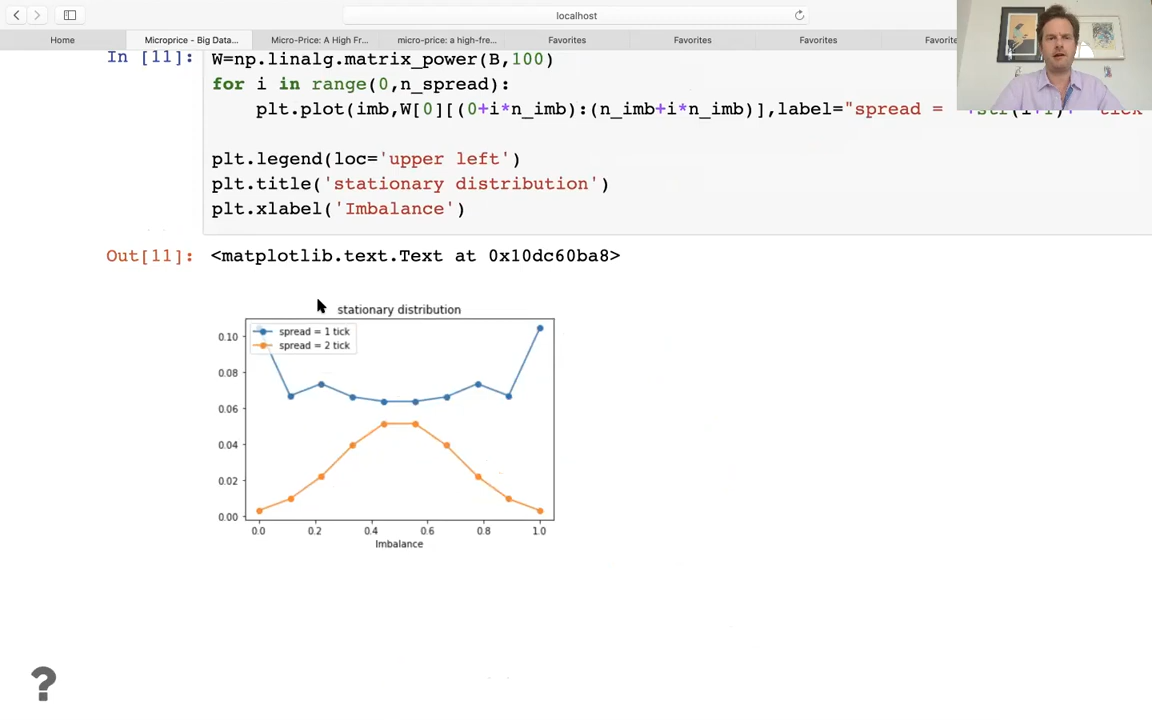 localhost
Home
Microprice - Big Data...
Micro-Price: A High Fr...
micro-price: a high-fre...
Favorites
Favorites
Favorites
Favorite
In [11]:
W=np.linalg.matrix_power(B,100)
for i in range(0,n_spread):
plt.plot(imb,W[0][(0+i*n_imb):(n_imb+i*n_imb)],label="spread =
plt.legend(loc='upper left')
plt.title('stationary distribution')
plt.xlabel('Imbalance')
Out[11]:
<matplotlib.text.Text at 0x10dc60ba8>
stationary distribution
spread = 1 tick
spread = 2 tick
0.10
0.08
0.06
0.04
0.02
0.00
0.0
0.2
0.4
0.6
0.8
1.0
Imbalance
?